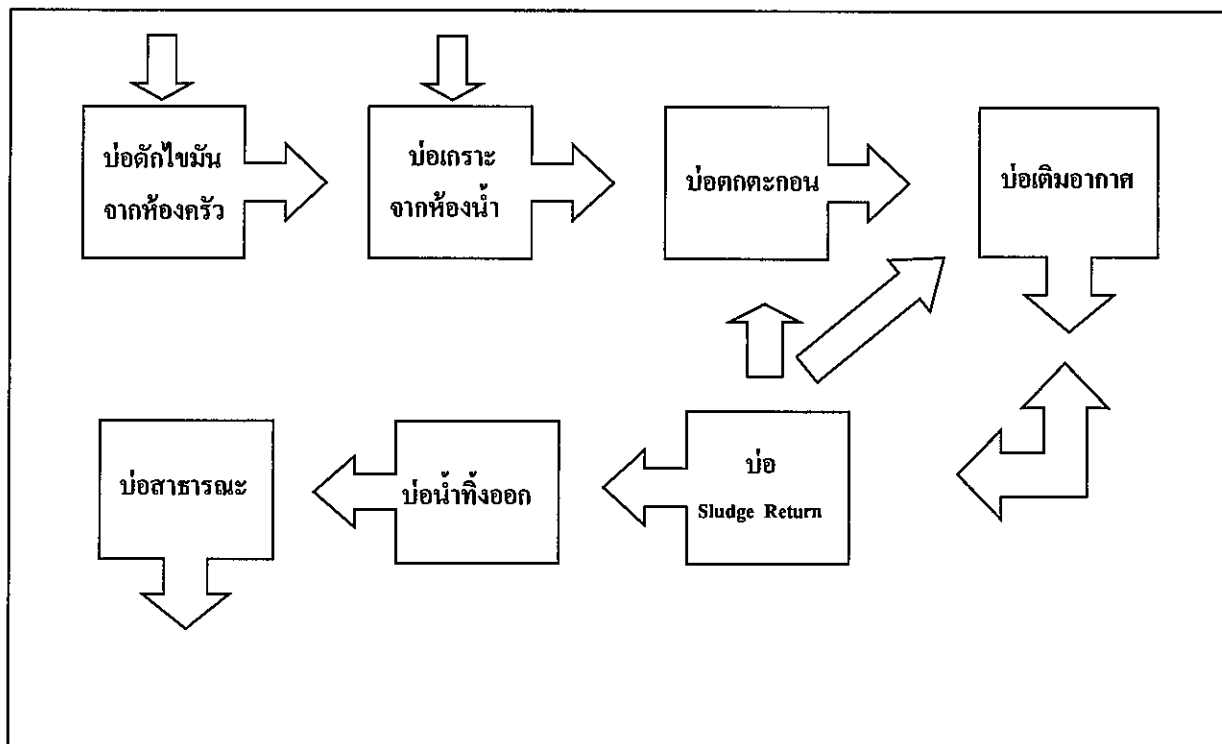 บ่อดักไขมัน
จากห้องครัว
บ่อเกราะ
จากห้องน้ำ
บ่อตกตะกอน
บ่อเติมอากาศ
บ่อสาธารณะ
บ่อน้ำทิ้งออก
บ่อ
Sludge Return